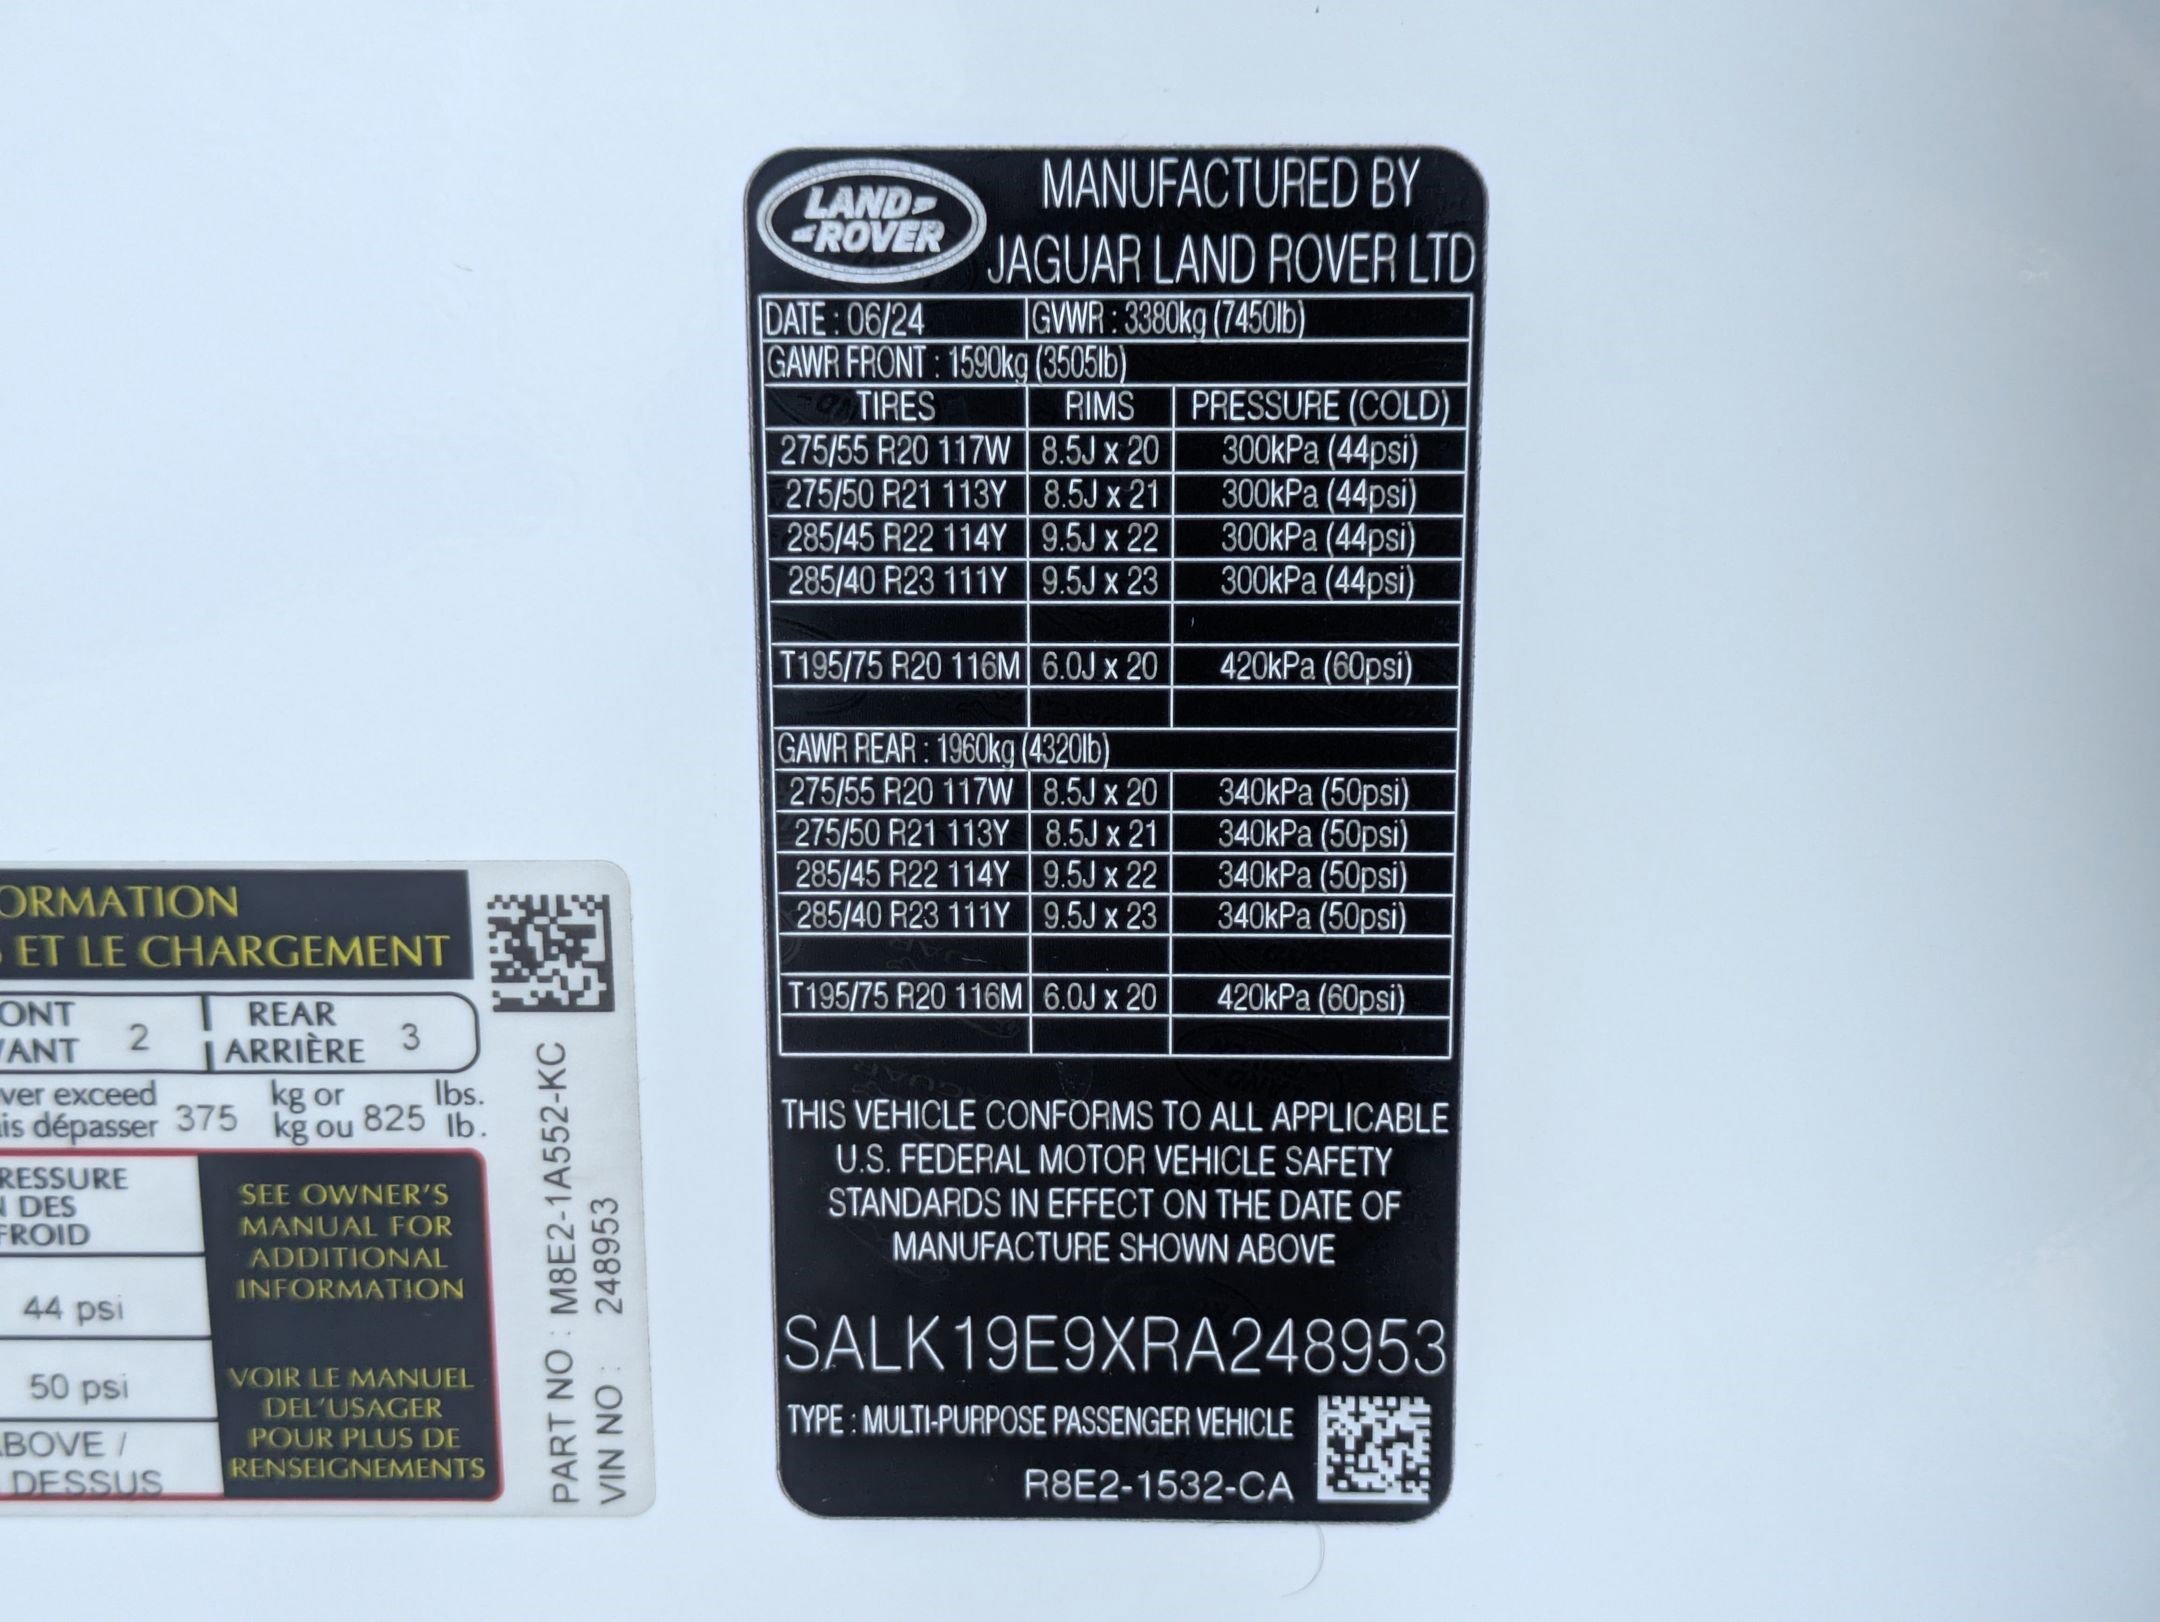 LAND
ROVER
MANUFACTURED BY
JAGUAR LAND ROVER LTD
DATE : 06/24 GVWR : 3380kg (7450lb)
GAWR FRONT : 1590kg (3505lb)
TIRES RIMS PRESSURE (COLD)
275/55 R20 117W 8.5J x 20 300kPa (44psi)
275/50 R21 113Y 8.5J x 21 300kPa (44psi)
285/45 R22 114Y 9.5J x 22 300kPa (44psi)
285/40 R23 111Y 9.5J x 23 300kPa (44psi)
T195/75 R20 116M 6.0J x 20 420kPa (60psi)
GAWR REAR : 1960kg (4320lb)
275/55 R20 117W 8.5J x 20 340kPa (50psi)
275/50 R21 113Y 8.5J x 21 340kPa (50psi)
285/45 R22 114Y 9.5J x 22 340kPa (50psi)
285/40 R23 111Y 9.5J x 23 340kPa (50psi)
T195/75 R20 116M 6.0J x 20 420kPa (60psi)
THIS VEHICLE CONFORMS TO ALL APPLICABLE
U.S. FEDERAL MOTOR VEHICLE SAFETY
STANDARDS IN EFFECT ON THE DATE OF
MANUFACTURE SHOWN ABOVE
SALK19E9XRA248953
TYPE : MULTI-PURPOSE PASSENGER VEHICLE
R8E2-1532-CA
ORMATION
S ET LE CHARGEMENT
ONT 2 REAR 3
VANT ARRIÈRE
ver exceed 375 kg or 825 lbs.
is dépasser kg ou lb.
RESSURE
N DES
FROID
44 psi
50 psi
ABOVE /
DESSUS
SEE OWNER'S
MANUAL FOR
ADDITIONAL
INFORMATION
VOIR LE MANUEL
DEL'USAGER
POUR PLUS DE
RENSEIGNEMENTS
PART NO : M8E2-1A552-KC
VIN NO : 248953